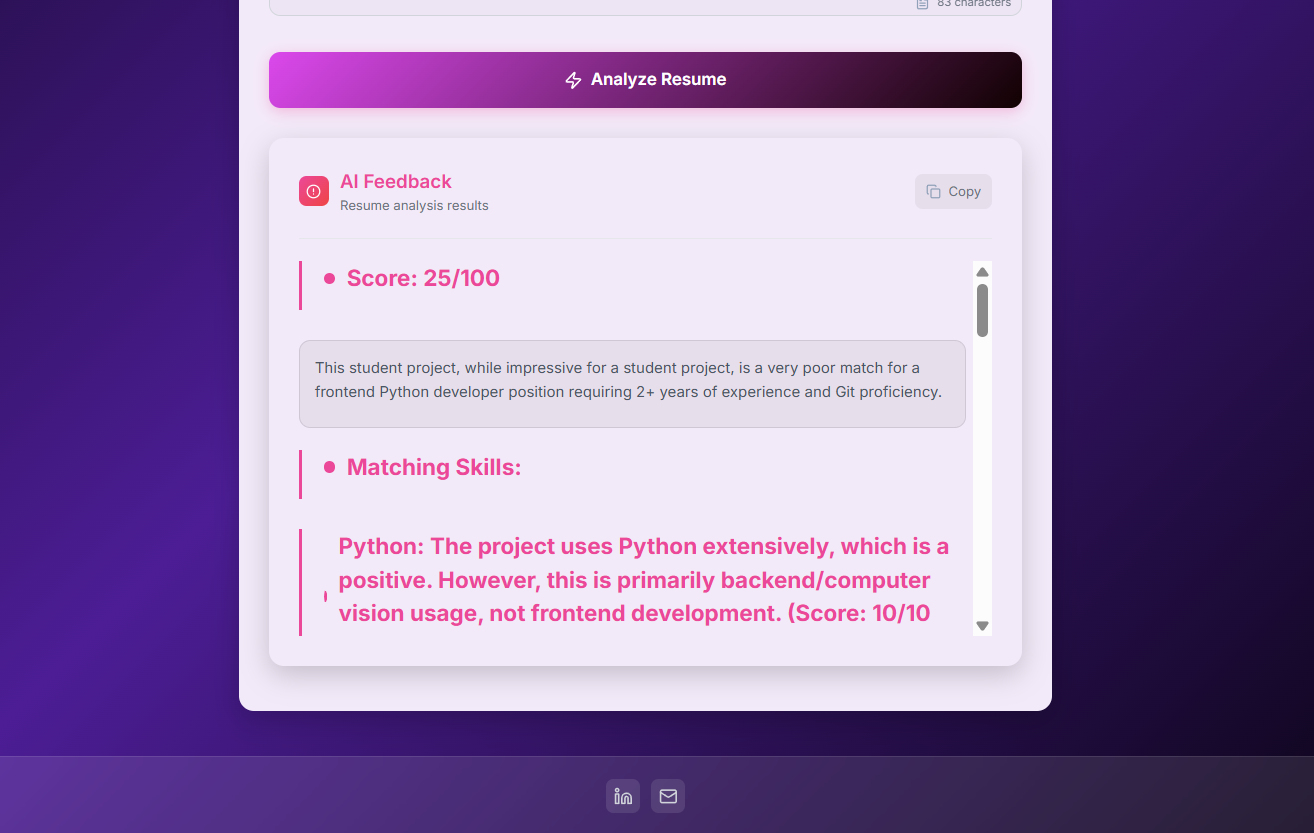 83 characters
Analyze Resume
AI Feedback
Resume analysis results
Copy
Score: 25/100
This student project, while impressive for a student project, is a very poor match for a
frontend Python developer position requiring 2+ years of experience and Git proficiency.
Matching Skills:
Python: The project uses Python extensively, which is a
positive. However, this is primarily backend/computer
vision usage, not frontend development. (Score: 10/10
in